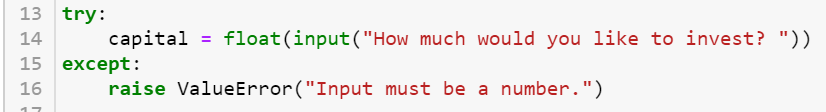 13 try:
14     capital = float(input("How much would you like to invest? "))
15 except:
16     raise ValueError("Input must be a number.")